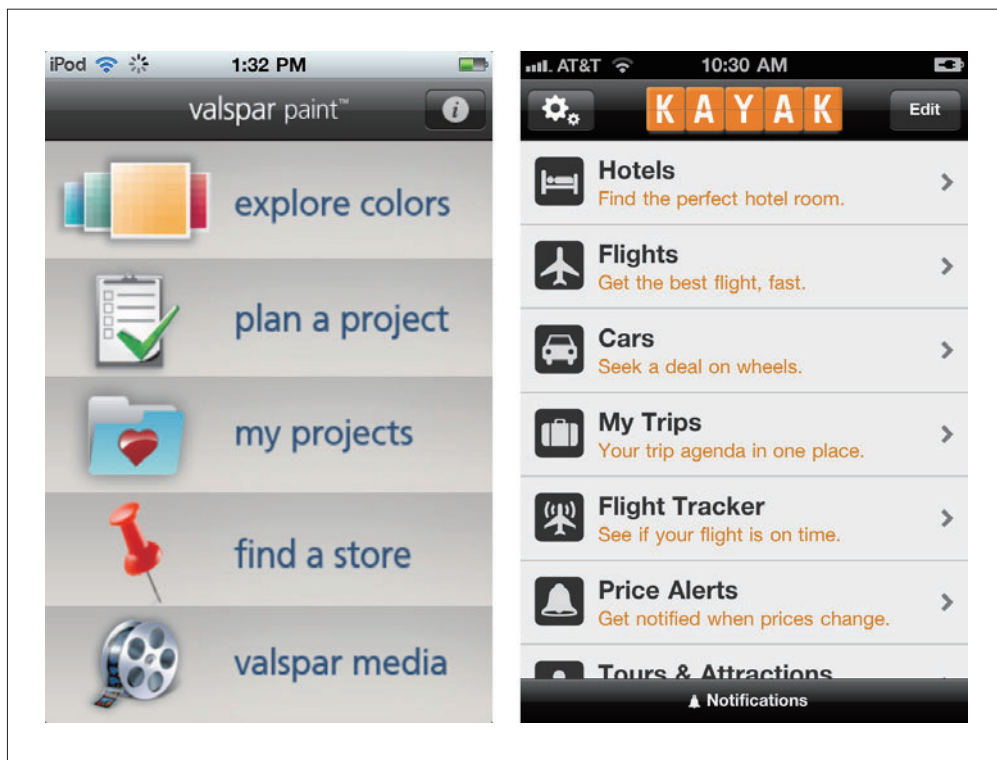 iPod 1:32 PM
valspar paint™
explore colors
plan a project
my projects
find a store
valspar media
AT&T 10:30 AM
KAYAK Edit
Hotels
Find the perfect hotel room.
Flights
Get the best flight, fast.
Cars
Seek a deal on wheels.
My Trips
Your trip agenda in one place.
Flight Tracker
See if your flight is on time.
Price Alerts
Get notified when prices change.
Tours & Attractions
Notifications